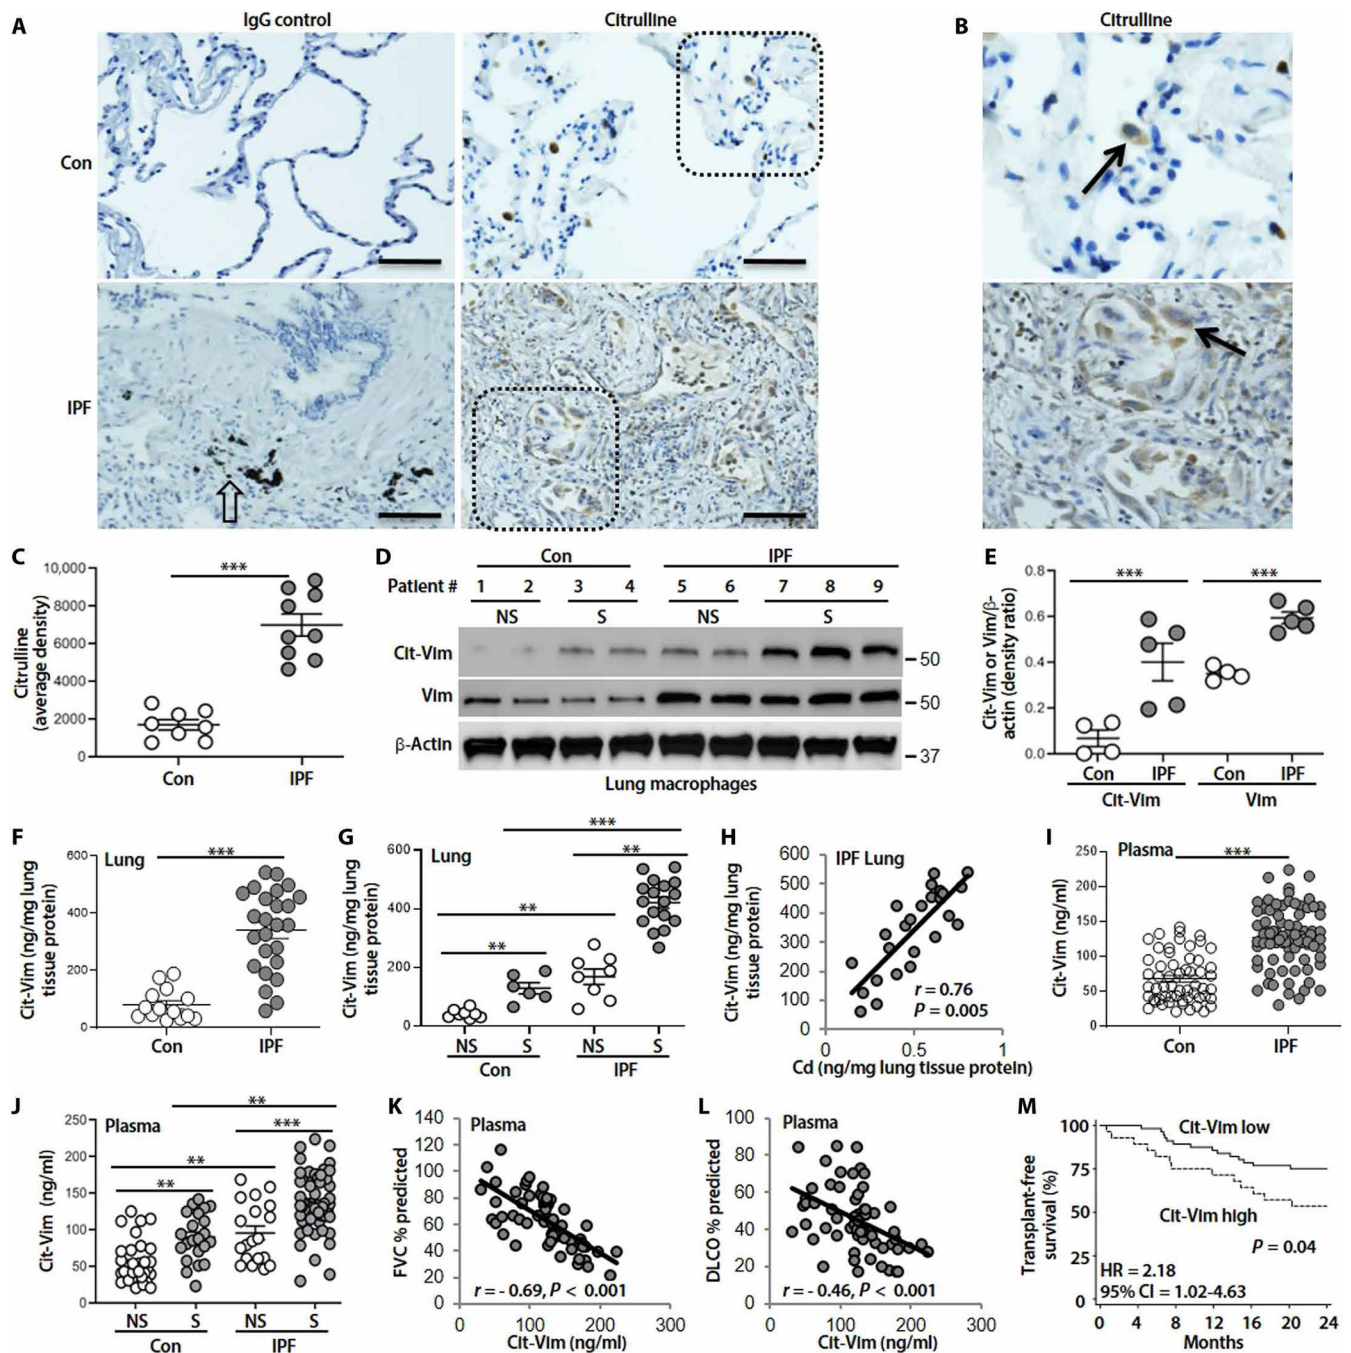 A
IgG control
Citrulline
B
Citrulline
Con
IPF
C
Citrulline
(average density)
10,000
8000
6000
4000
2000
0
***
Con
IPF
D
Con
IPF
Patient #
1
2
3
4
5
6
7
8
9
NS
S
NS
S
Cit-Vim
50
Vim
50
β-Actin
37
Lung macrophages
E
Cit-Vim or Vim/β-
actin (density ratio)
0.8
0.6
0.4
0.2
0.0
***
***
Con
IPF
Con
IPF
Cit-Vim
Vim
F
Cit-Vim (ng/mg lung
tissue protein)
600
400
200
0
Lung
***
Con
IPF
G
Cit-Vim (ng/mg lung
tissue protein)
600
400
200
0
Lung
***
**
**
**
NS
S
NS
S
Con
IPF
H
Cit-Vim (ng/mg lung
tissue protein)
600
500
400
300
200
100
0
IPF Lung
r = 0.76
P = 0.005
0
0.5
1
Cd (ng/mg lung tissue protein)
I
Cit-Vim (ng/ml)
250
200
150
100
50
0
Plasma
***
Con
IPF
J
Cit-Vim (ng/ml)
250
200
150
100
50
0
Plasma
**
***
**
**
NS
S
NS
S
Con
IPF
K
FVC % predicted
140
120
100
80
60
40
20
0
Plasma
r = - 0.69, P < 0.001
0
100
200
300
Cit-Vim (ng/ml)
L
DLCO % predicted
100
80
60
40
20
0
Plasma
r = - 0.46, P < 0.001
0
100
200
300
Cit-Vim (ng/ml)
M
Transplant-free
survival (%)
100
75
50
25
0
Cit-Vim low
Cit-Vim high
P = 0.04
HR = 2.18
95% CI = 1.02-4.63
0
4
8
12
16
20
24
Months